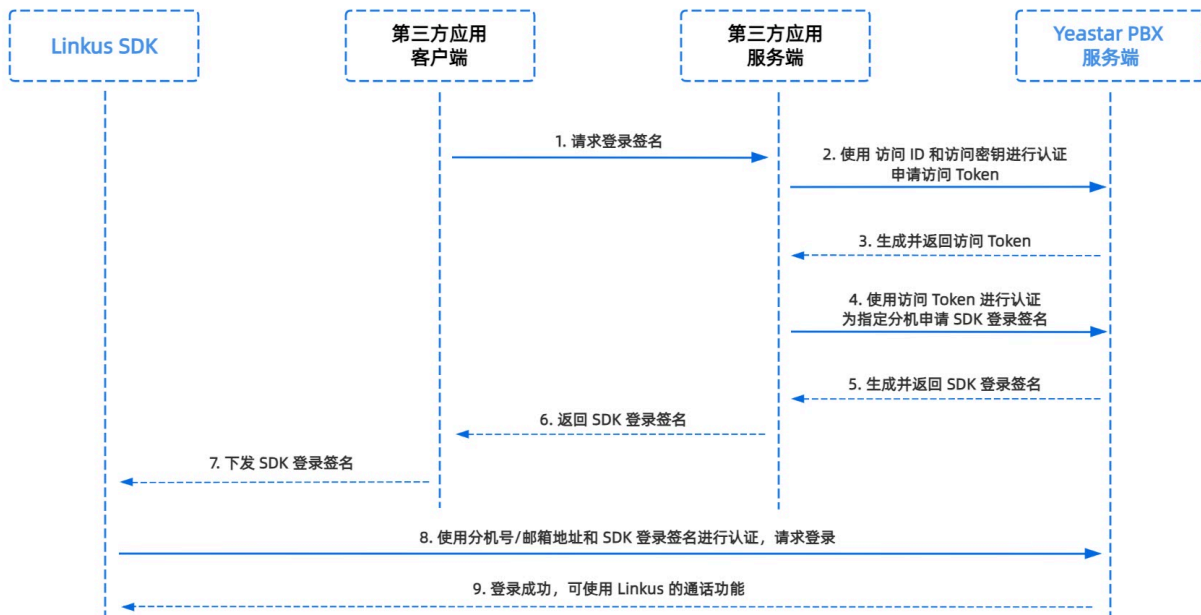 Linkus SDK
第三方应用
客户端
第三方应用
服务端
Yeastar PBX
服务端
1. 请求登录签名
2. 使用 访问 ID 和访问密钥进行认证
申请访问 Token
3. 生成并返回访问 Token
4. 使用访问 Token 进行认证
为指定分机申请 SDK 登录签名
5. 生成并返回 SDK 登录签名
6. 返回 SDK 登录签名
7. 下发 SDK 登录签名
8. 使用分机号/邮箱地址和 SDK 登录签名进行认证，请求登录
9. 登录成功，可使用 Linkus 的通话功能